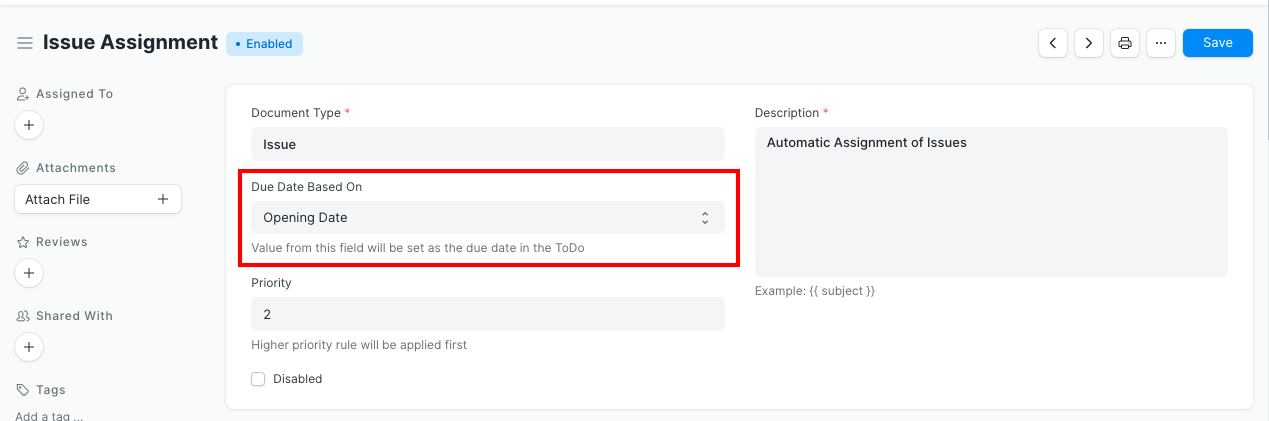 Issue Assignment
• Enabled
Save
Assigned To
Attachments
Attach File
Reviews
Shared With
Tags
Add a tag ...
Document Type *
Issue
Due Date Based On
Opening Date
Value from this field will be set as the due date in the ToDo
Priority
2
Higher priority rule will be applied first
Disabled
Description *
Automatic Assignment of Issues
Example: {{ subject }}